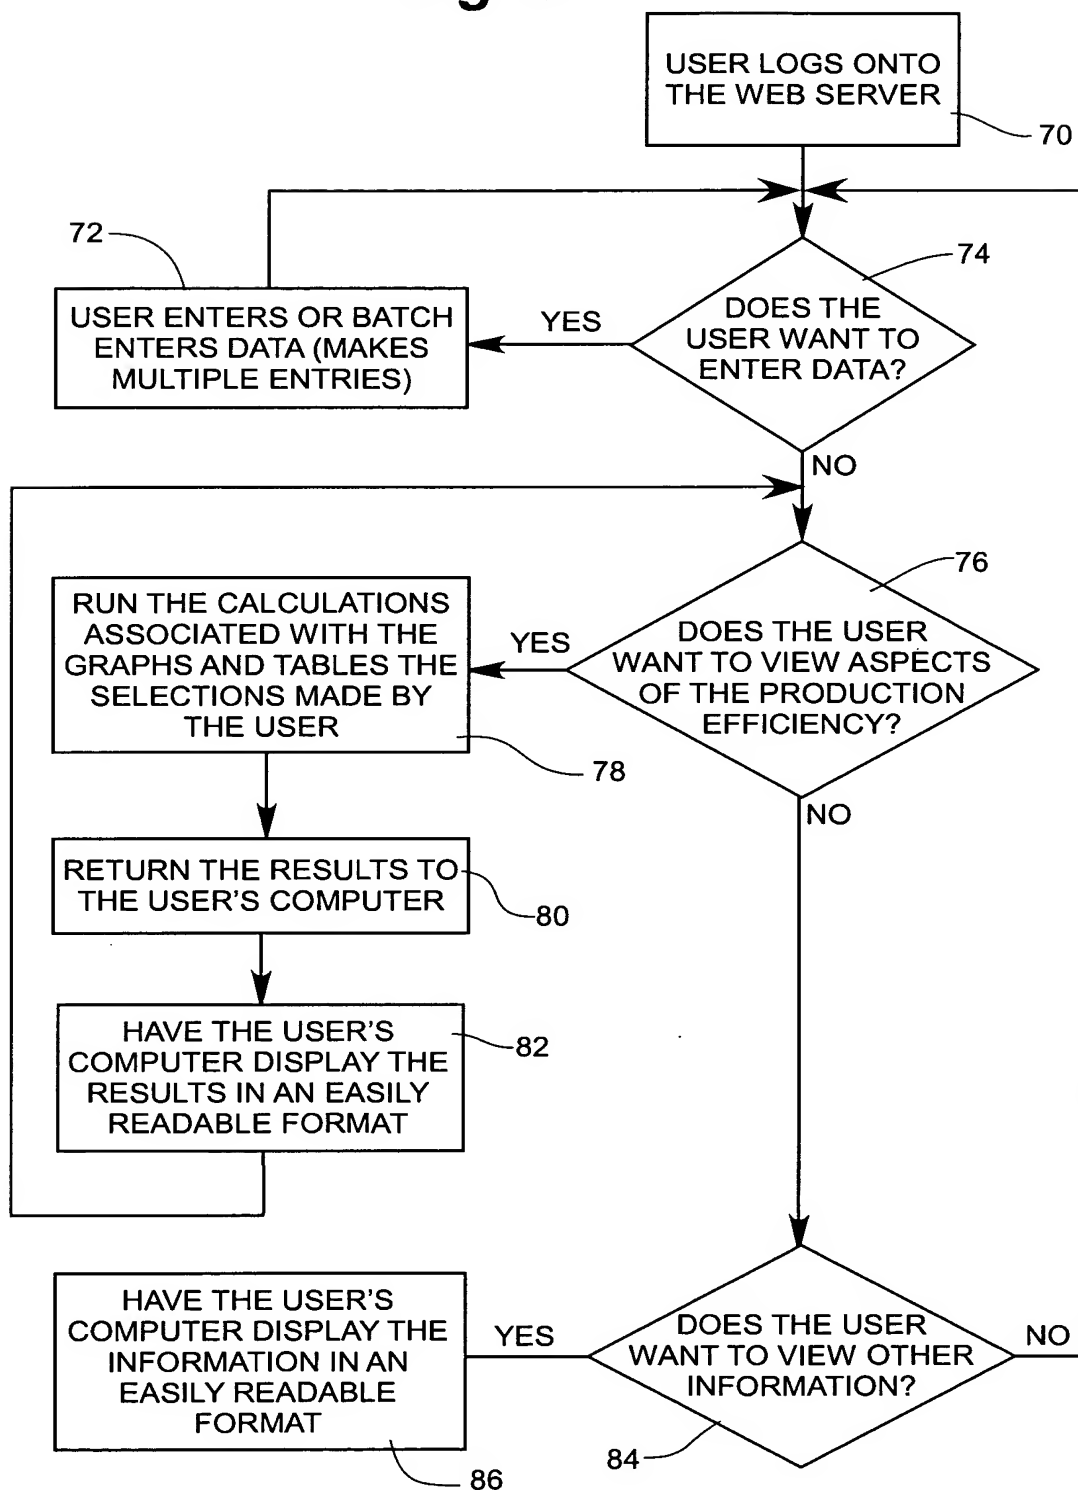 USER LOGS ONTO
THE WEB SERVER
70
72
74
USER ENTERS OR BATCH
ENTERS DATA (MAKES
MULTIPLE ENTRIES)
YES
DOES THE
USER WANT TO
ENTER DATA?
NO
76
RUN THE CALCULATIONS
ASSOCIATED WITH THE
GRAPHS AND TABLES THE
SELECTIONS MADE BY
THE USER
YES
DOES THE USER
WANT TO VIEW ASPECTS
OF THE PRODUCTION
EFFICIENCY?
78
NO
RETURN THE RESULTS TO
THE USER'S COMPUTER
80
HAVE THE USER'S
COMPUTER DISPLAY THE
RESULTS IN AN EASILY
READABLE FORMAT
82
HAVE THE USER'S
COMPUTER DISPLAY THE
INFORMATION IN AN
EASILY READABLE
FORMAT
YES
DOES THE USER
WANT TO VIEW OTHER
INFORMATION?
NO
84
86